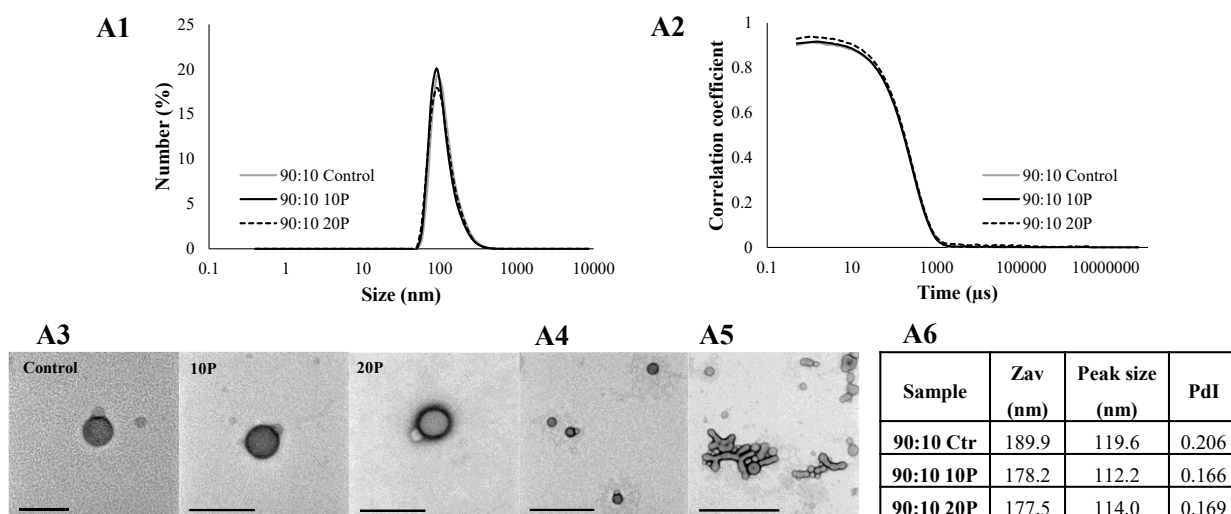 A1
25
20
15
10
5
0
Number (%)
90:10 Control
90:10 10P
90:10 20P
0.1 1 10 100 1000 10000
Size (nm)
A2
1
0.8
0.6
0.4
0.2
0
Correlation coefficient
90:10 Control
90:10 10P
90:10 20P
0.1 10 1000 100000 10000000
Time (µs)
A3 A4 A5 A6
Control 10P 20P
Sample Zav (nm) Peak size (nm) PdI
90:10 Ctr 189.9 119.6 0.206
90:10 10P 178.2 112.2 0.166
90:10 20P 177.5 114.0 0.169